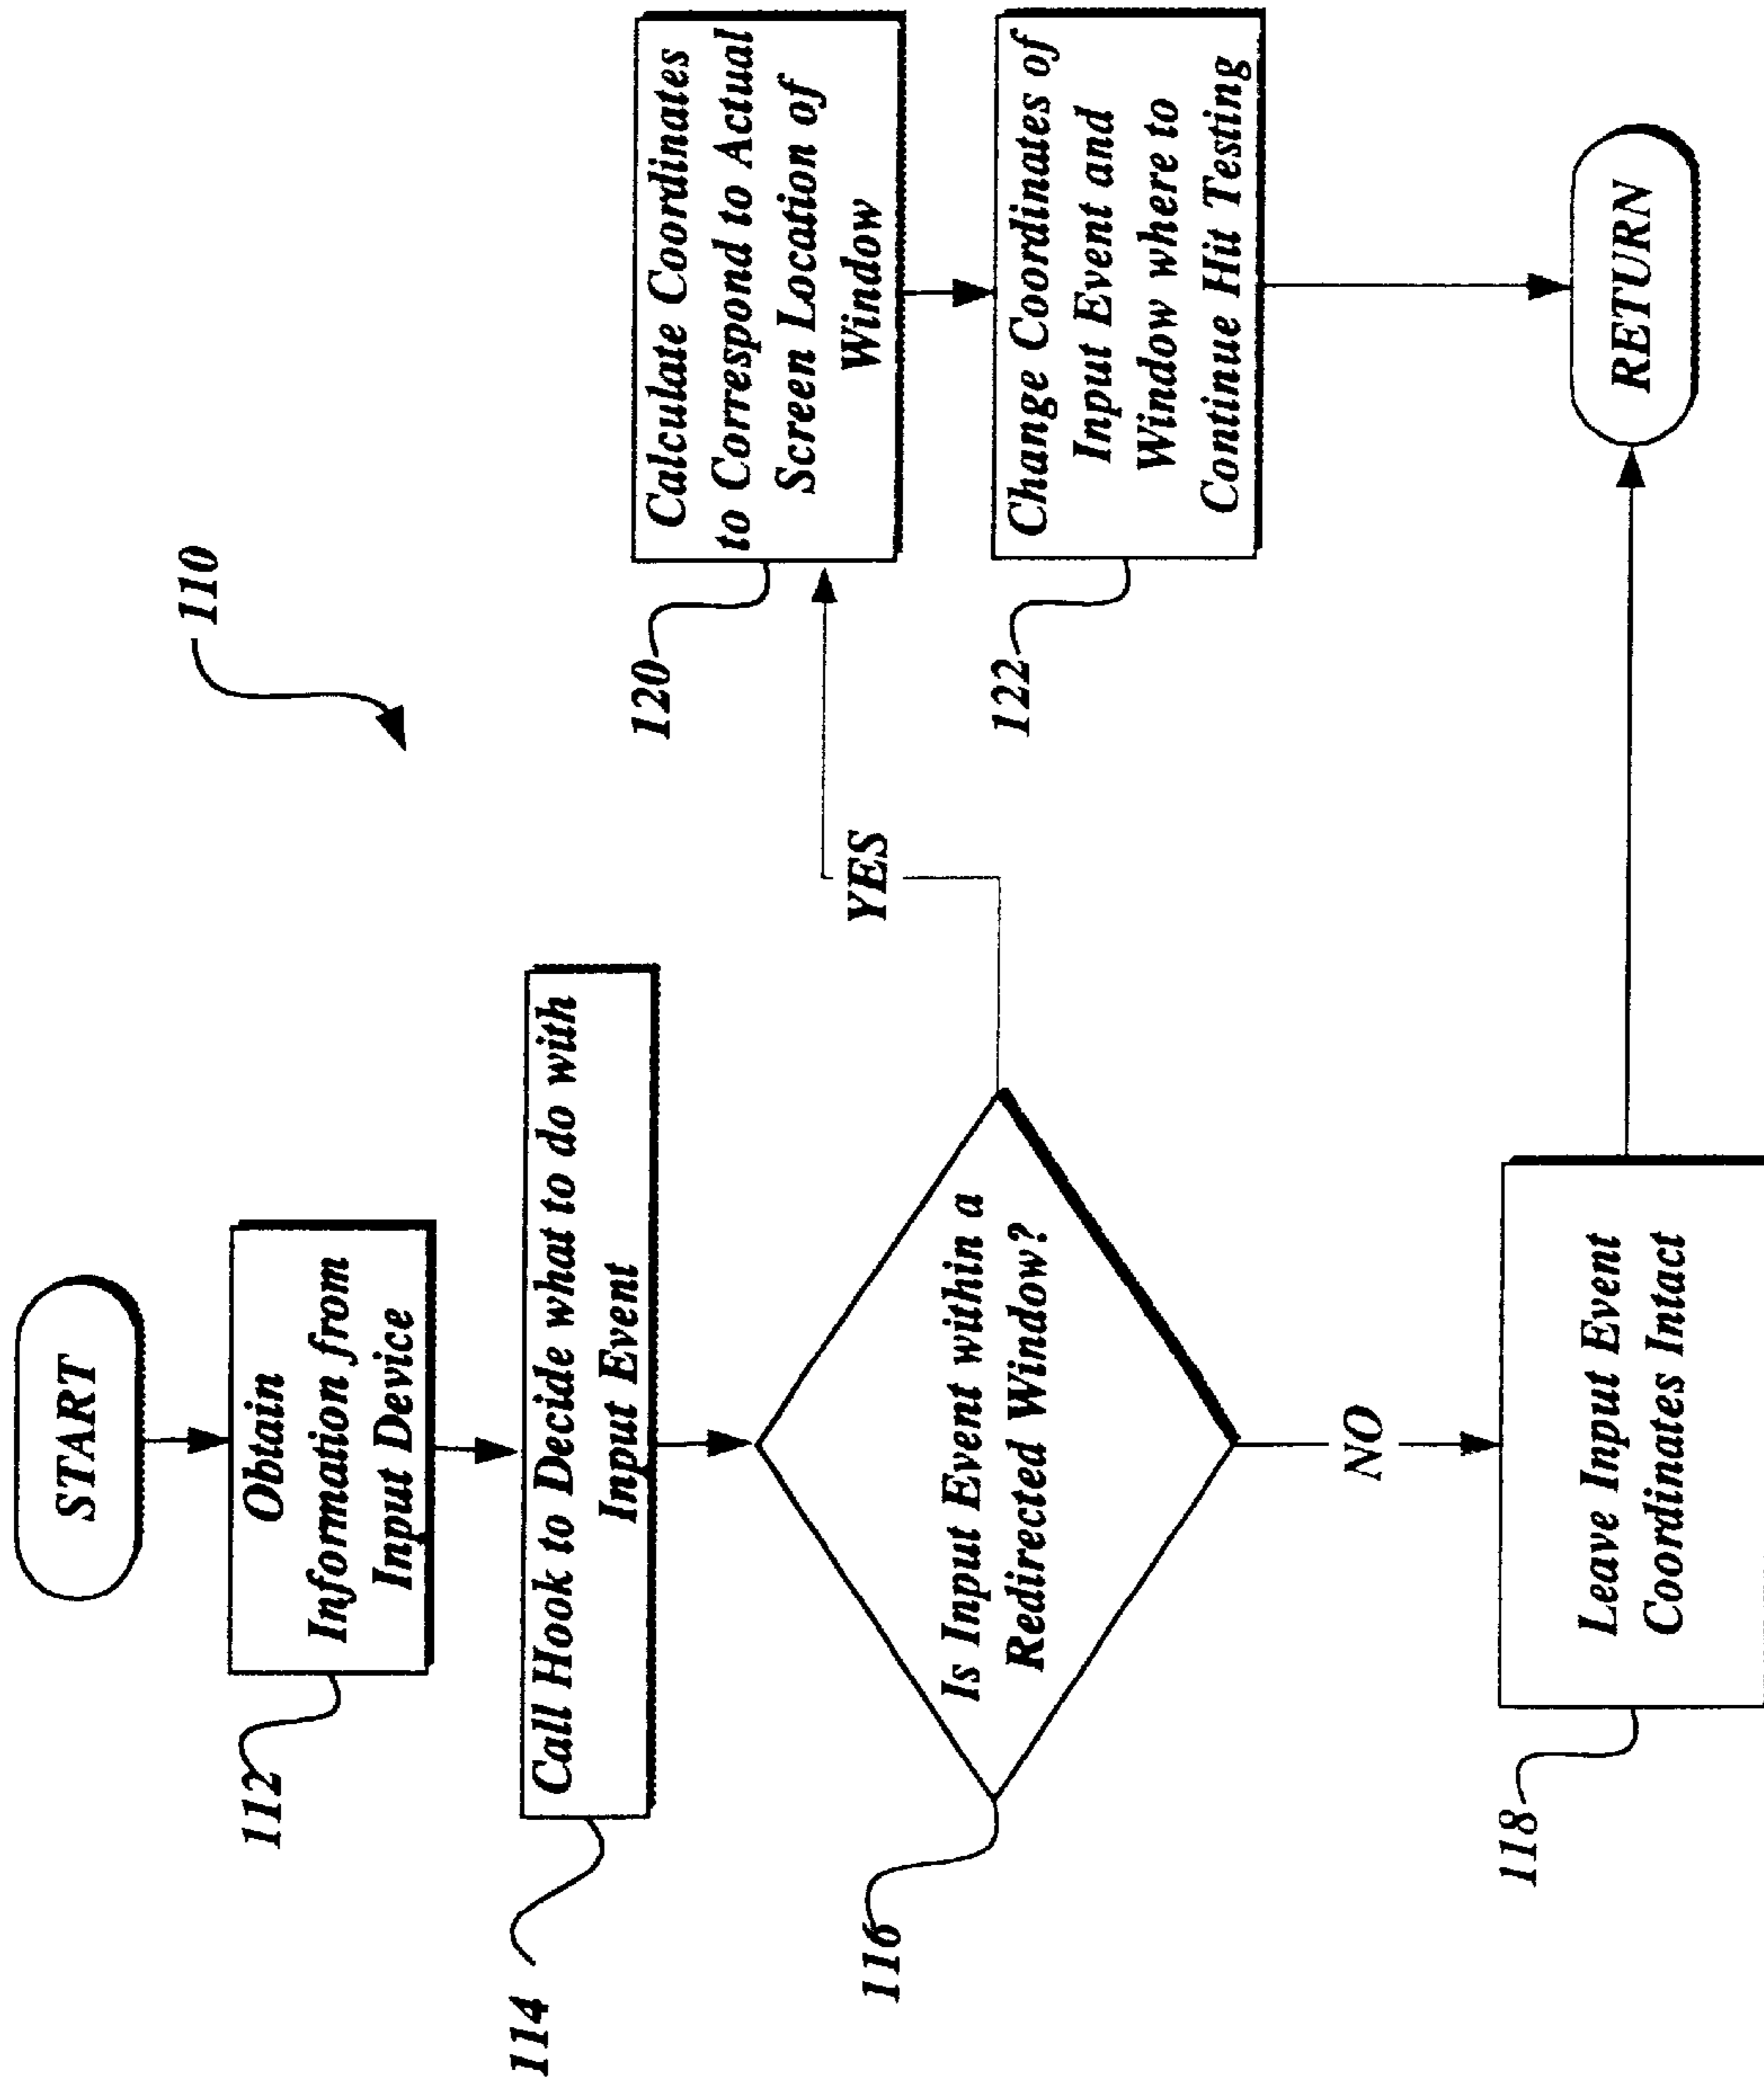 110
START
112
Obtain
Information from
Input Device
114
Call Hook to Decide what to do with
Input Event
116
Is Input Event within a
Redirected Window?
YES
120
Calculate Coordinates
to Correspond to Actual
Screen Location of
Window
122
Change Coordinates of
Input Event and
Window where to
Continue Hit Testing
NO
118
Leave Input Event
Coordinates Intact
RETURN